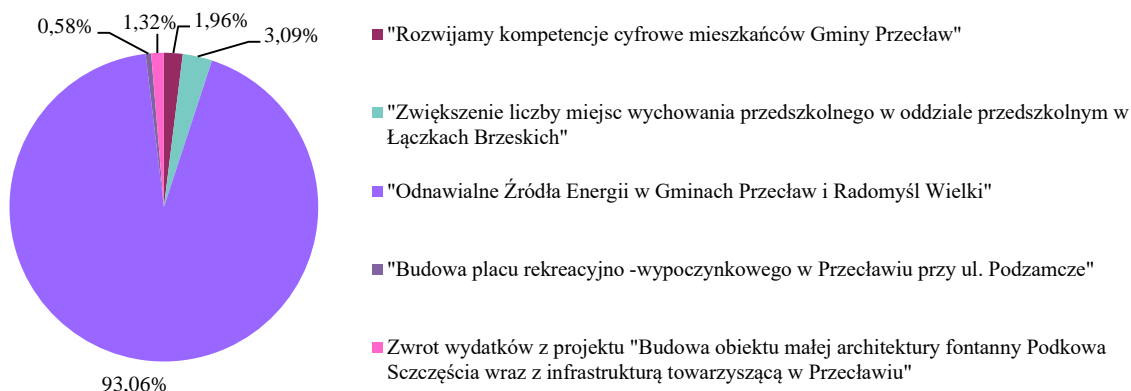 0,58%
1,32%
1,96%
3,09%
93,06%
"Rozwijamy kompetencje cyfrowe mieszkańców Gminy Przecław"
"Zwiększenie liczby miejsc wychowania przedszkolnego w oddziale przedszkolnym w
Łączkach Brzeskich"
"Odnawialne Źródła Energii w Gminach Przecław i Radomyśl Wielki"
"Budowa placu rekreacyjno -wypoczynkowego w Przecławiu przy ul. Podzamcze"
Zwrot wydatków z projektu "Budowa obiektu małej architektury fontanny Podkowa
Sczczęścia wraz z infrastrukturą towarzyszącą w Przecławiu"